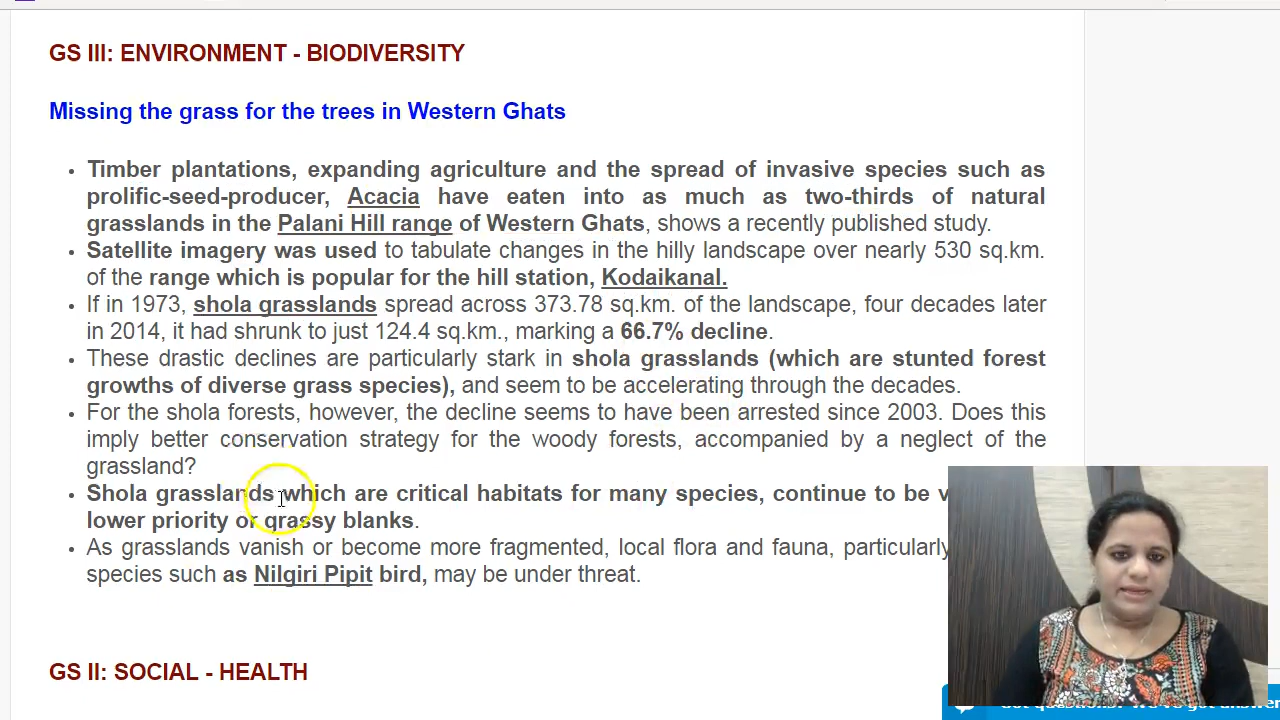 GS III: ENVIRONMENT - BIODIVERSITY
Missing the grass for the trees in Western Ghats
• Timber plantations, expanding agriculture and the spread of invasive species such as
prolific-seed-producer, Acacia have eaten into as much as two-thirds of natural
grasslands in the Palani Hill range of Western Ghats, shows a recently published study.
• Satellite imagery was used to tabulate changes in the hilly landscape over nearly 530 sq.km.
of the range which is popular for the hill station, Kodaikanal.
• If in 1973, shola grasslands spread across 373.78 sq.km. of the landscape, four decades later
in 2014, it had shrunk to just 124.4 sq.km., marking a 66.7% decline.
• These drastic declines are particularly stark in shola grasslands (which are stunted forest
growths of diverse grass species), and seem to be accelerating through the decades.
• For the shola forests, however, the decline seems to have been arrested since 2003. Does this
imply better conservation strategy for the woody forests, accompanied by a neglect of the
grassland?
• Shola grasslands which are critical habitats for many species, continue to be
lower priority or grassy blanks.
• As grasslands vanish or become more fragmented, local flora and fauna, particularly
species such as Nilgiri Pipit bird, may be under threat.
GS II: SOCIAL - HEALTH